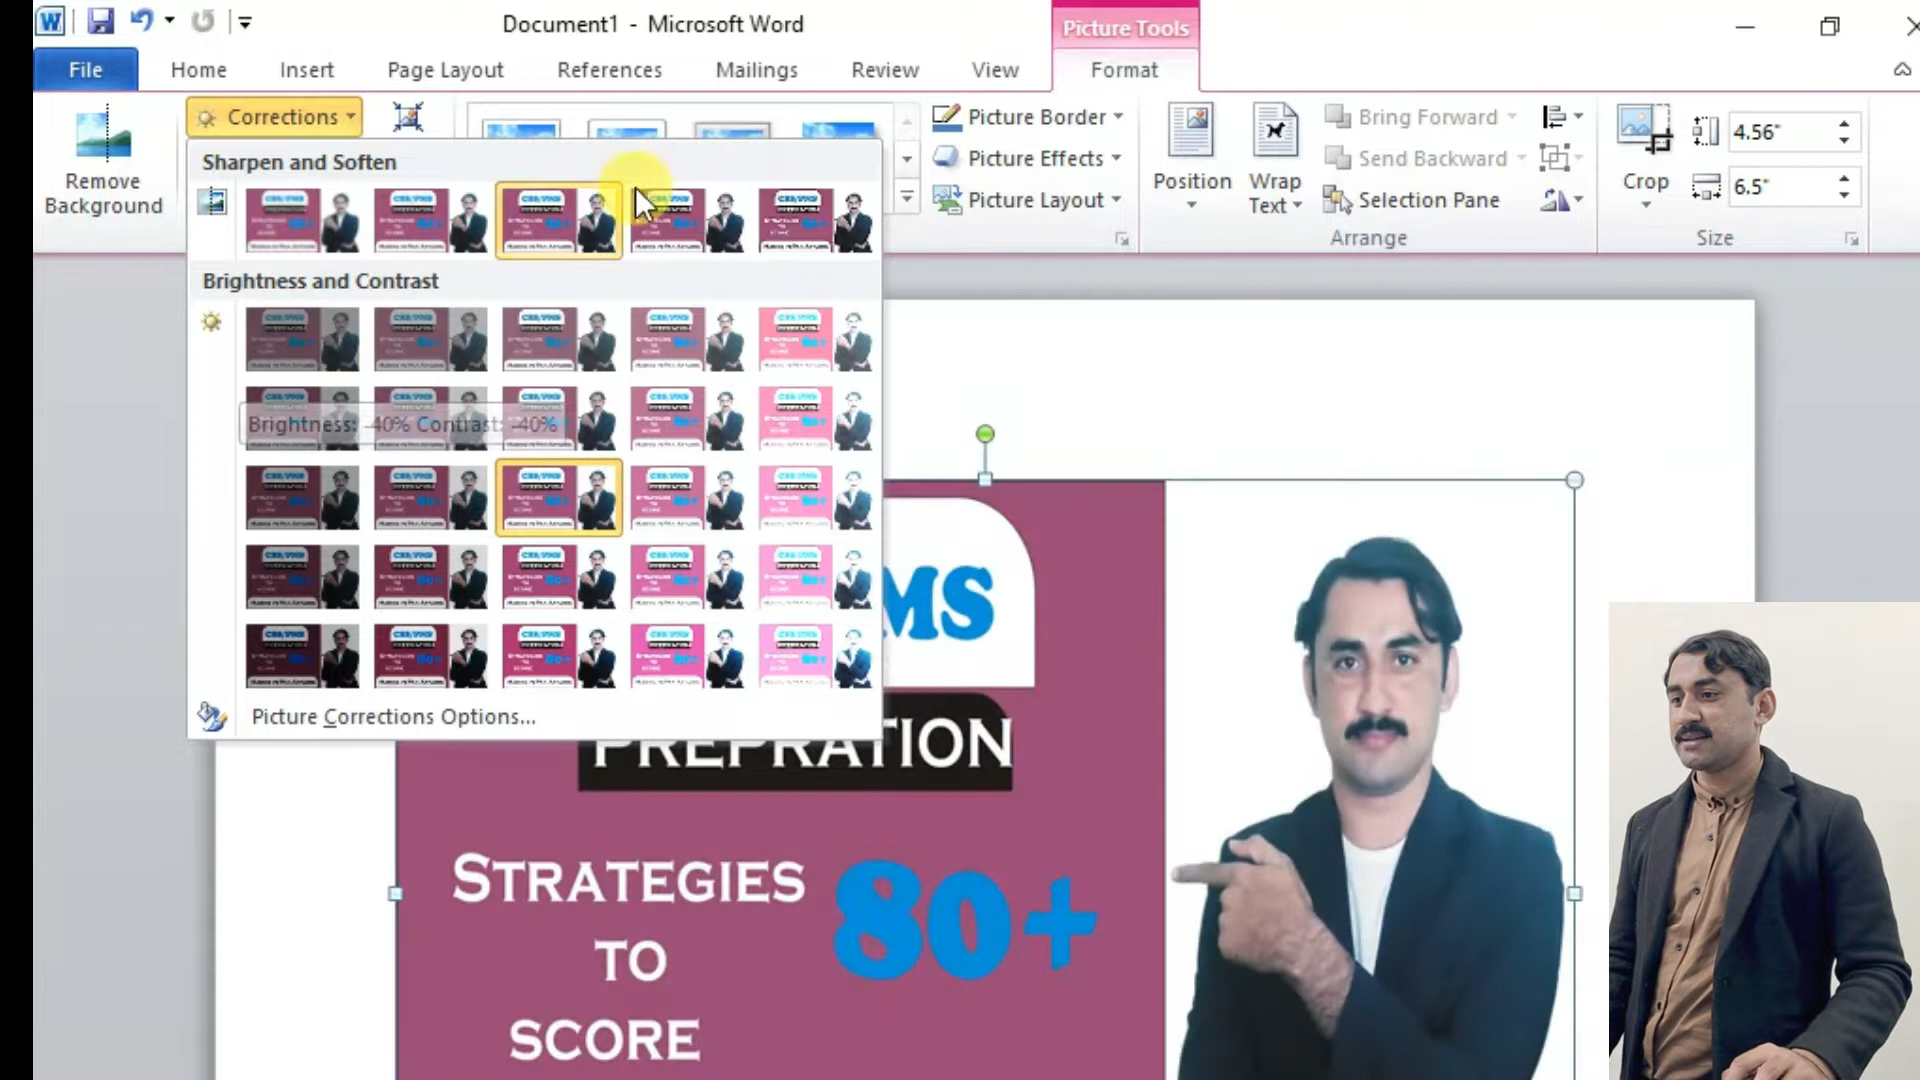 Document1 - Microsoft Word
Picture Tools
File
Home
Insert
Page Layout
References
Mailings
Review
View
Format
Remove
Background
Corrections
Picture Border
Picture Effects
Picture Layout
Position
Wrap
Text
Bring Forward
Send Backward
Selection Pane
Arrange
Crop
4.56"
6.5"
Size
Sharpen and Soften
Brightness and Contrast
Brightness: -40% Contrast: -40%
Picture Corrections Options...
MS
PREPRATION
STRATEGIES
TO
SCORE
80+